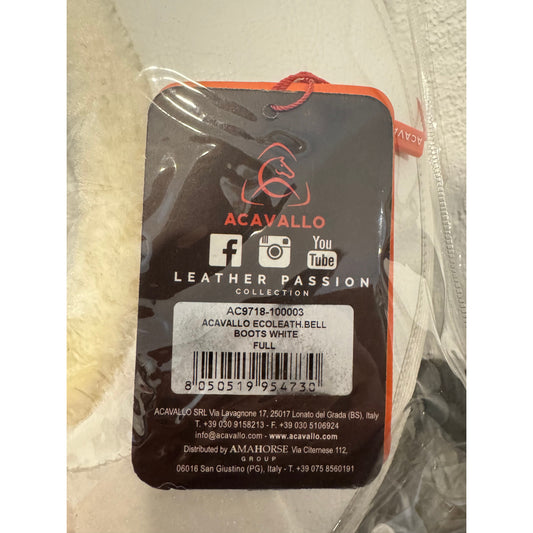 ACAVALLO
ACAVALLO
f
You
Tube
LEATHER PASSION
COLLECTION
AC9718-100003
ACAVALLO ECOLEATH.BELL
BOOTS WHITE
FULL
8 050519 954730
ACAVALLO SRL Via Lavagnone 17, 25017 Lonato del Grada (BS), Italy
T. +39 030 9158213 - F. +39 030 5106924
info@acavallo.com - www.acavallo.com
Distributed by AMAHORSE Via Citernese 112,
GROUP
06016 San Giustino (PG), Italy - T. +39 075 8560191